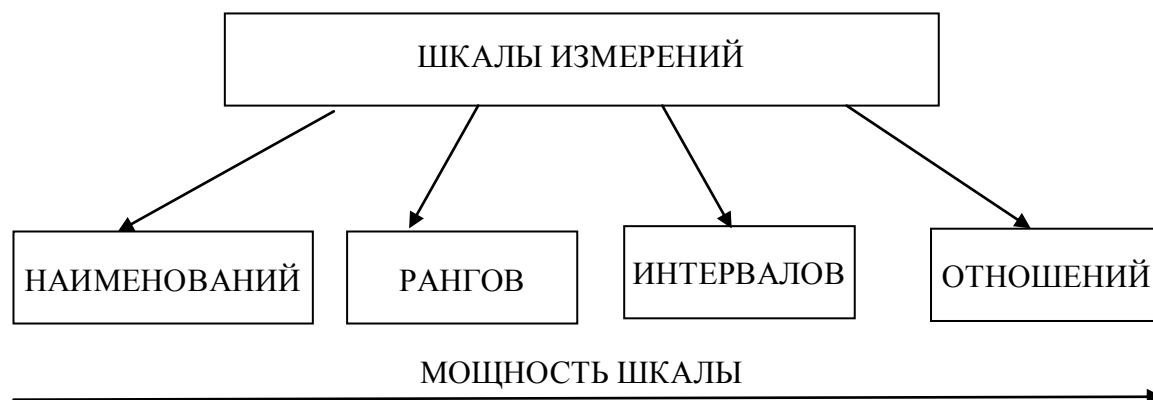 ШКАЛЫ ИЗМЕРЕНИЙ
НАИМЕНОВАНИЙ
РАНГОВ
ИНТЕРВАЛОВ
ОТНОШЕНИЙ
МОЩНОСТЬ ШКАЛЫ